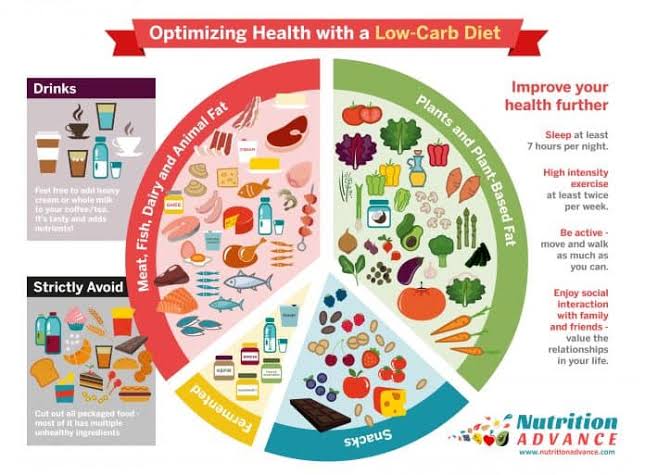 Optimizing Health with a Low-Carb Diet
Drinks
Feel free to add heavy
cream or whole milk
to your coffee/tea.
It's tasty and adds
nutrients!
Strictly Avoid
Cut out all packaged food -
most of it has multiple
unhealthy ingredients
Meat, Fish, Dairy and Animal Fat
CREAM
GHEE
Plants and Plant-Based Fat
Fermented
Snacks
Improve your
health further
Sleep at least
7 hours per night.
High intensity
exercise
at least twice
per week.
Be active -
move and walk
as much as
you can.
Enjoy social
interaction
with family
and friends -
value the
relationships
in your life.
Nutrition
ADVANCE
www.nutritionadvance.com